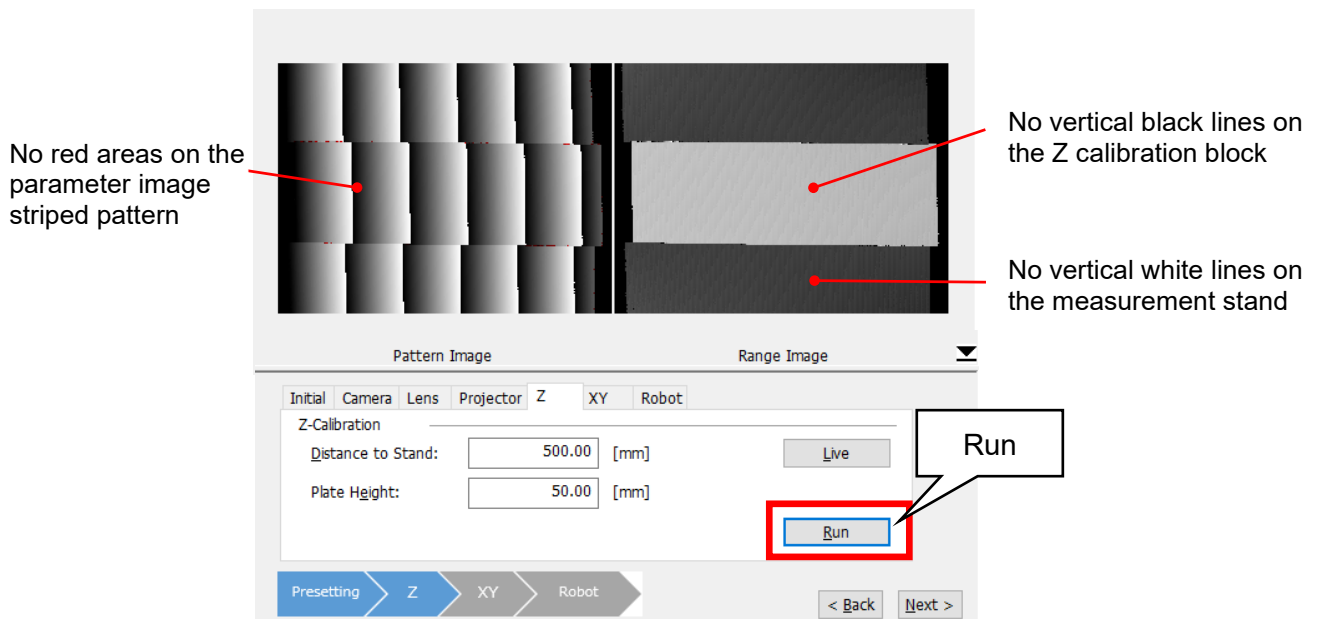 No red areas on the
parameter image
striped pattern
No vertical black lines on
the Z calibration block
No vertical white lines on
the measurement stand
Pattern Image
Range Image
Initial Camera Lens Projector Z XY Robot
Z-Calibration
Distance to Stand: 500.00 [mm] Live
Plate Height: 50.00 [mm]
Run
Run
Presetting Z XY Robot
< Back Next >